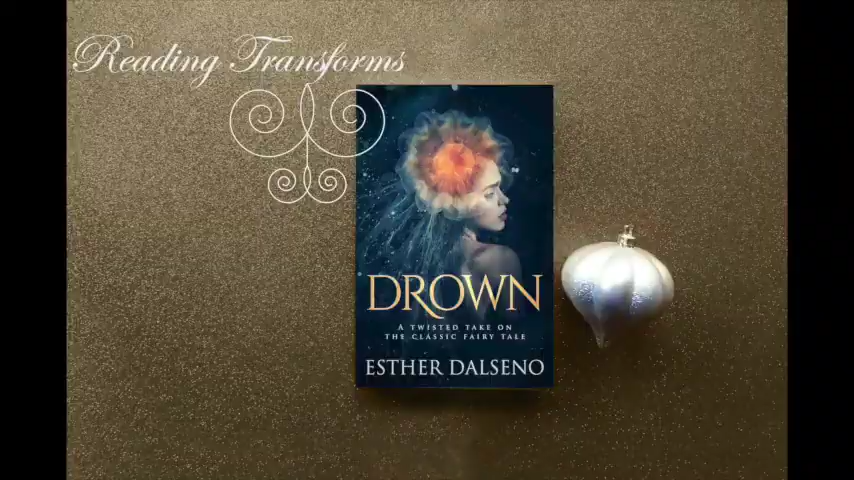 Reading Transforms
DROWN
A TWISTED TAKE ON
THE CLASSIC FAIRY TALE
ESTHER DALSENO